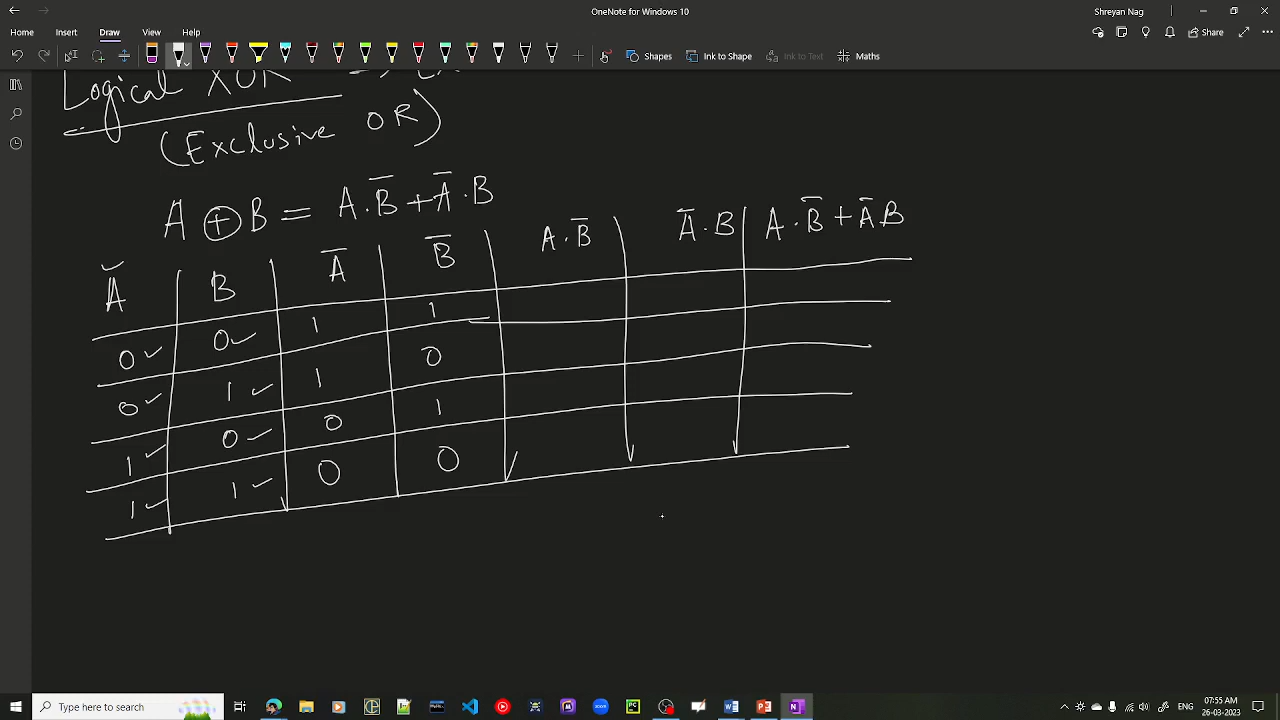 OneNote for Windows 10
Shreyan Nag
Home Insert Draw View Help
Share
Shapes Ink to Shape Ink to Text Maths
Logical XOR →
(Exclusive OR)
A ⊕ B = A.B̅ + A̅.B
A B A̅ B̅ A.B̅ A̅.B A.B̅ + A̅.B
0 ✓ 0 ✓ 1 1
0 ✓ 1 ✓ 1 0
1 ✓ 0 ✓ 0 1
1 ✓ 1 ✓ 0 0
Type here to search
ENG
07:55 AM
26-03-2023